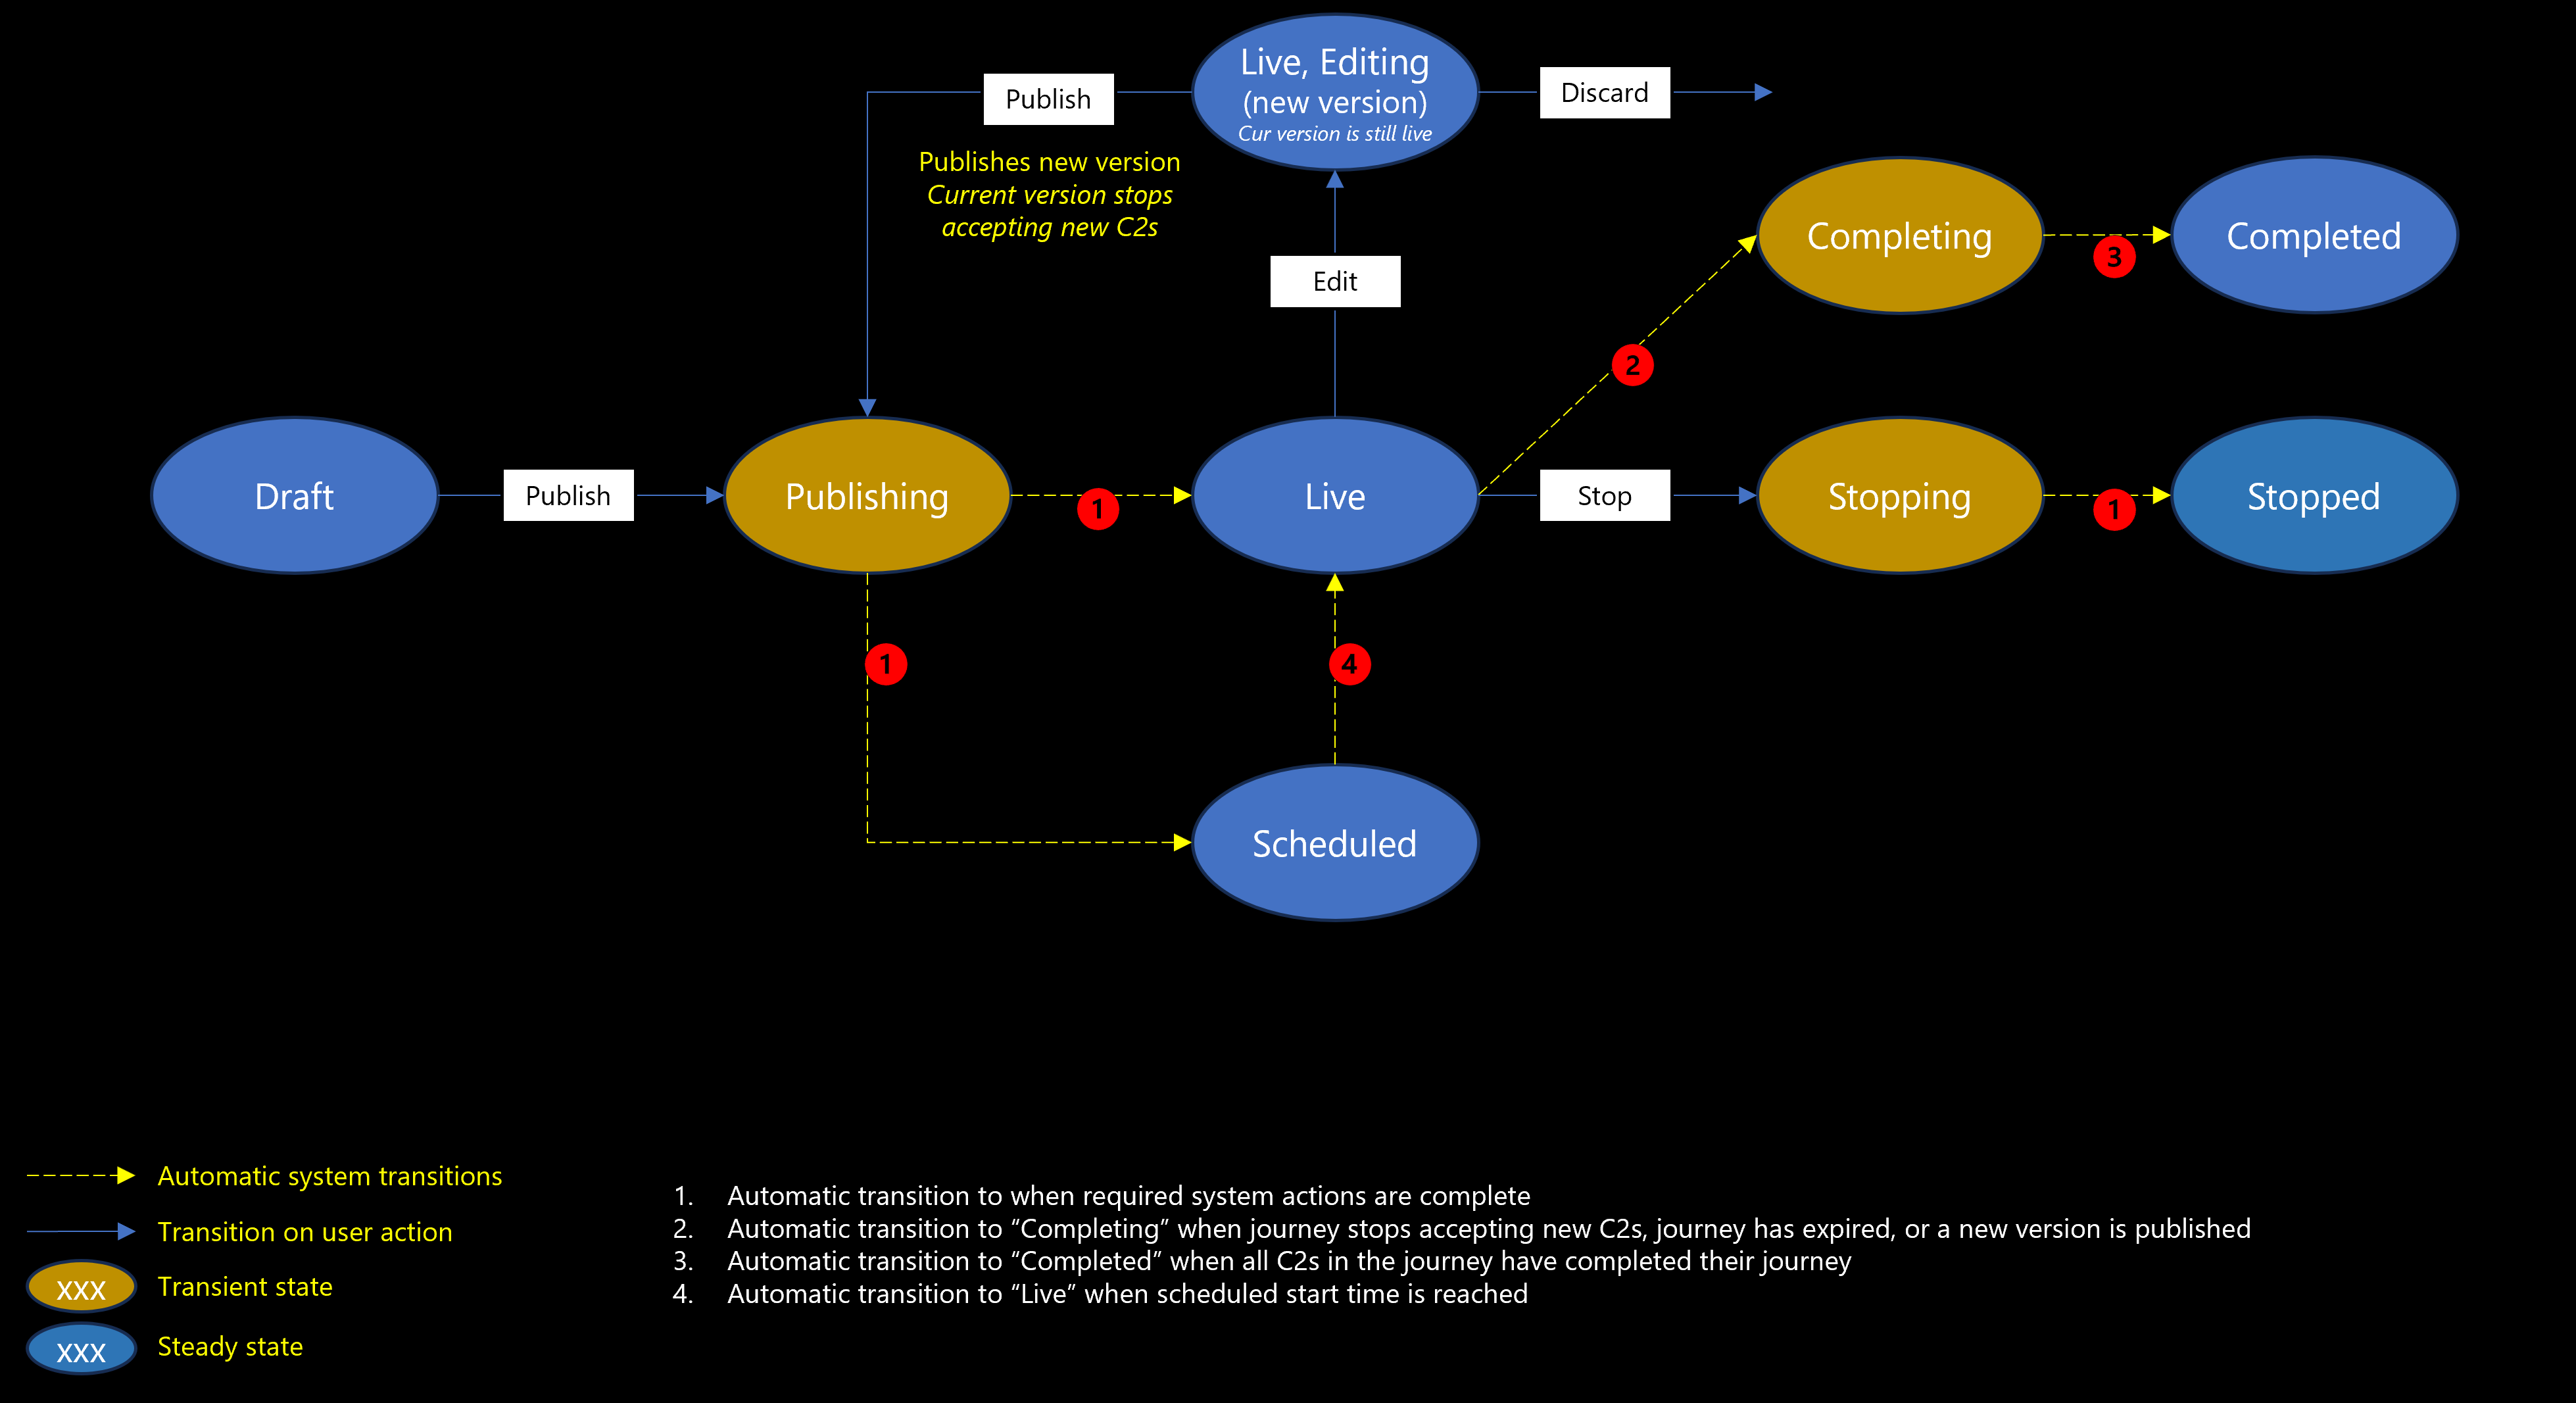 Live, Editing
(new version)
Cur version is still live
Publish
Discard
Publishes new version
Current version stops
accepting new C2s
Edit
Completing
3
Completed
2
Draft
Publish
Publishing
1
Live
Stop
Stopping
1
Stopped
1
4
Scheduled
Automatic system transitions
Transition on user action
xxx Transient state
xxx Steady state
1. Automatic transition to when required system actions are complete
2. Automatic transition to “Completing” when journey stops accepting new C2s, journey has expired, or a new version is published
3. Automatic transition to “Completed” when all C2s in the journey have completed their journey
4. Automatic transition to “Live” when scheduled start time is reached